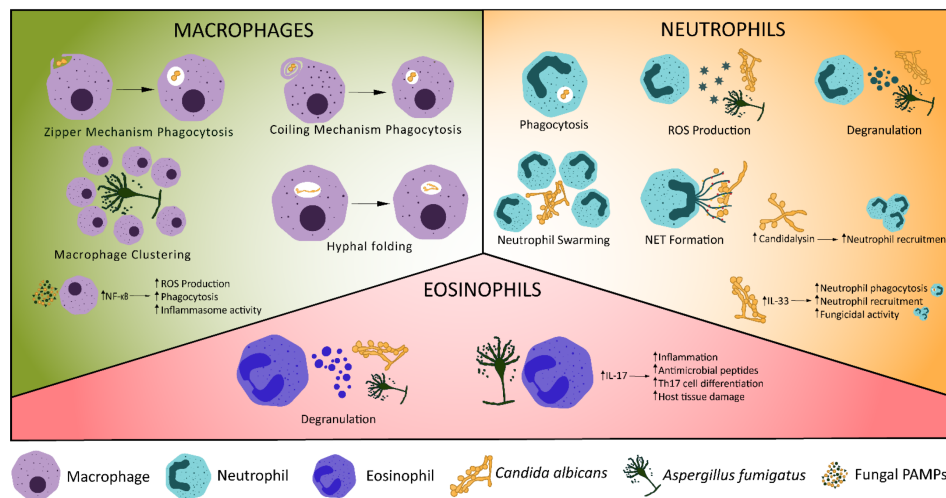 MACROPHAGES
Zipper Mechanism Phagocytosis
Coiling Mechanism Phagocytosis
Macrophage Clustering
Hyphal folding
↑NF-κB
↑ROS Production
↑Phagocytosis
↑Inflammasome activity
NEUTROPHILS
Phagocytosis
ROS Production
Degranulation
Neutrophil Swarming
NET Formation
↑Candidalysin
↑Neutrophil recruitment
↑IL-33
↑Neutrophil phagocytosis
↑Neutrophil recruitment
↑Fungicidal activity
EOSINOPHILS
Degranulation
↑IL-17
↑Inflammation
↑Antimicrobial peptides
↑Th17 cell differentiation
↑Host tissue damage
Macrophage
Neutrophil
Eosinophil
Candida albicans
Aspergillus fumigatus
Fungal PAMPs